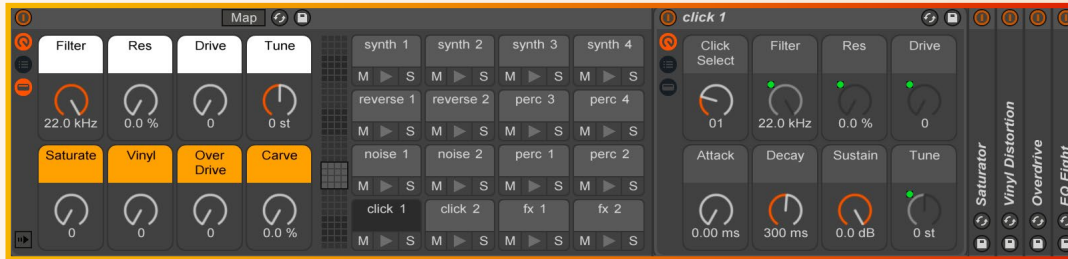 Map
click 1
Filter Res Drive Tune
22.0 kHz 0.0 % 0 0 st
Saturate Vinyl Over Drive Carve
0 0 0 0.0 %
synth 1 synth 2 synth 3 synth 4
M S M S M S M S
reverse 1 reverse 2 perc 3 perc 4
M S M S M S M S
noise 1 noise 2 perc 1 perc 2
M S M S M S M S
click 1 click 2 fx 1 fx 2
M S M S M S M S
Click Select Filter Res Drive
01 22.0 kHz 0.0 % 0
Attack Decay Sustain Tune
0.00 ms 300 ms 0.0 dB 0 st
Saturator
Vinyl Distortion
Overdrive
EQ Eight